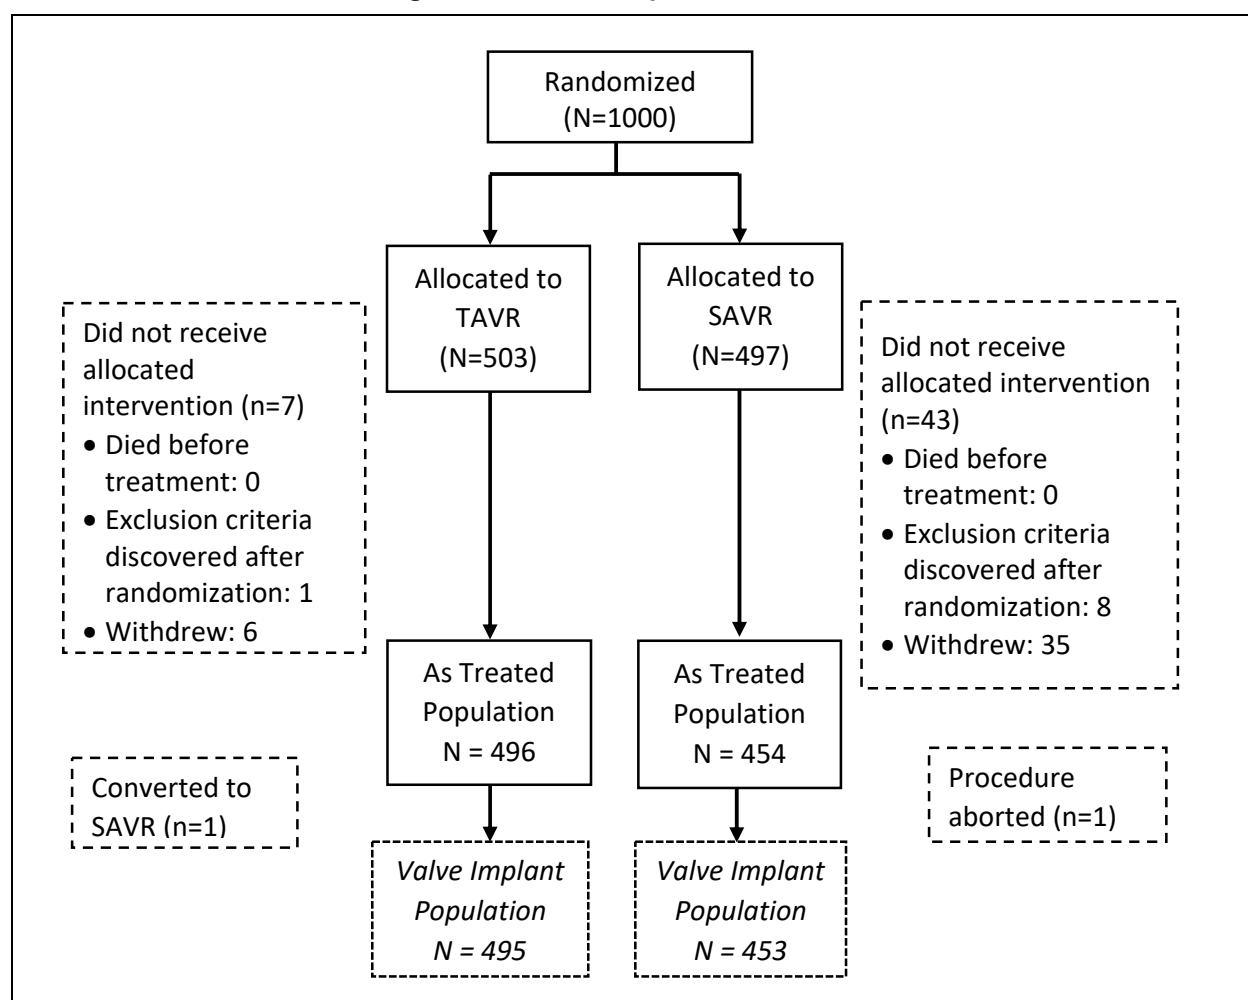 Randomized
(N=1000)
Allocated to
TAVR
(N=503)
Allocated to
SAVR
(N=497)
Did not receive
allocated
intervention (n=7)
• Died before
treatment: 0
• Exclusion criteria
discovered after
randomization: 1
• Withdrew: 6
Did not receive
allocated intervention
(n=43)
• Died before
treatment: 0
• Exclusion criteria
discovered after
randomization: 8
• Withdrew: 35
As Treated
Population
N = 496
As Treated
Population
N = 454
Converted to
SAVR (n=1)
Procedure
aborted (n=1)
Valve Implant
Population
N = 495
Valve Implant
Population
N = 453